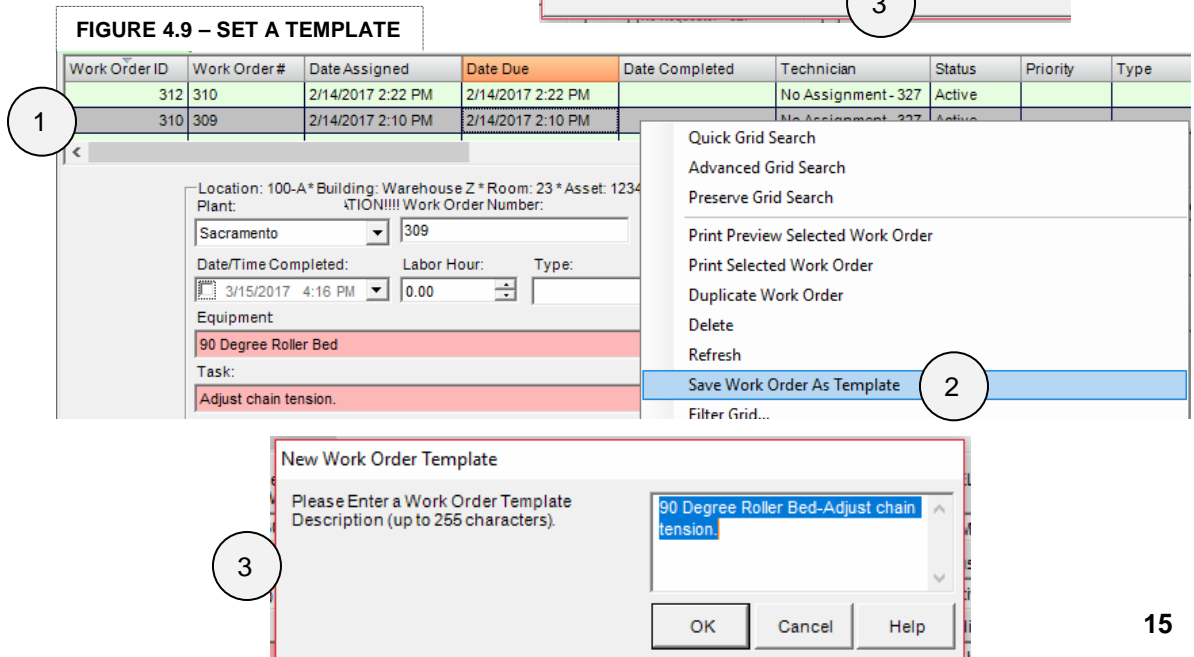 3
FIGURE 4.9 – SET A TEMPLATE
Work Order ID Work Order# Date Assigned Date Due Date Completed Technician Status Priority Type
312 310 2/14/2017 2:22 PM 2/14/2017 2:22 PM No Assignment - 327 Active
1
310 309 2/14/2017 2:10 PM 2/14/2017 2:10 PM No Assignment - 327 Active
Quick Grid Search
Advanced Grid Search
Preserve Grid Search
Print Preview Selected Work Order
Print Selected Work Order
Duplicate Work Order
Delete
Refresh
Save Work Order As Template 2
Filter Grid...
Location: 100-A * Building: Warehouse Z * Room: 23 * Asset: 1234
Plant: ATION!!!! Work Order Number:
Sacramento 309
Date/Time Completed: Labor Hour: Type:
3/15/2017 4:16 PM 0.00
Equipment
90 Degree Roller Bed
Task:
Adjust chain tension.
New Work Order Template
Please Enter a Work Order Template
Description (up to 255 characters).
90 Degree Roller Bed-Adjust chain
tension.
3
OK Cancel Help
15